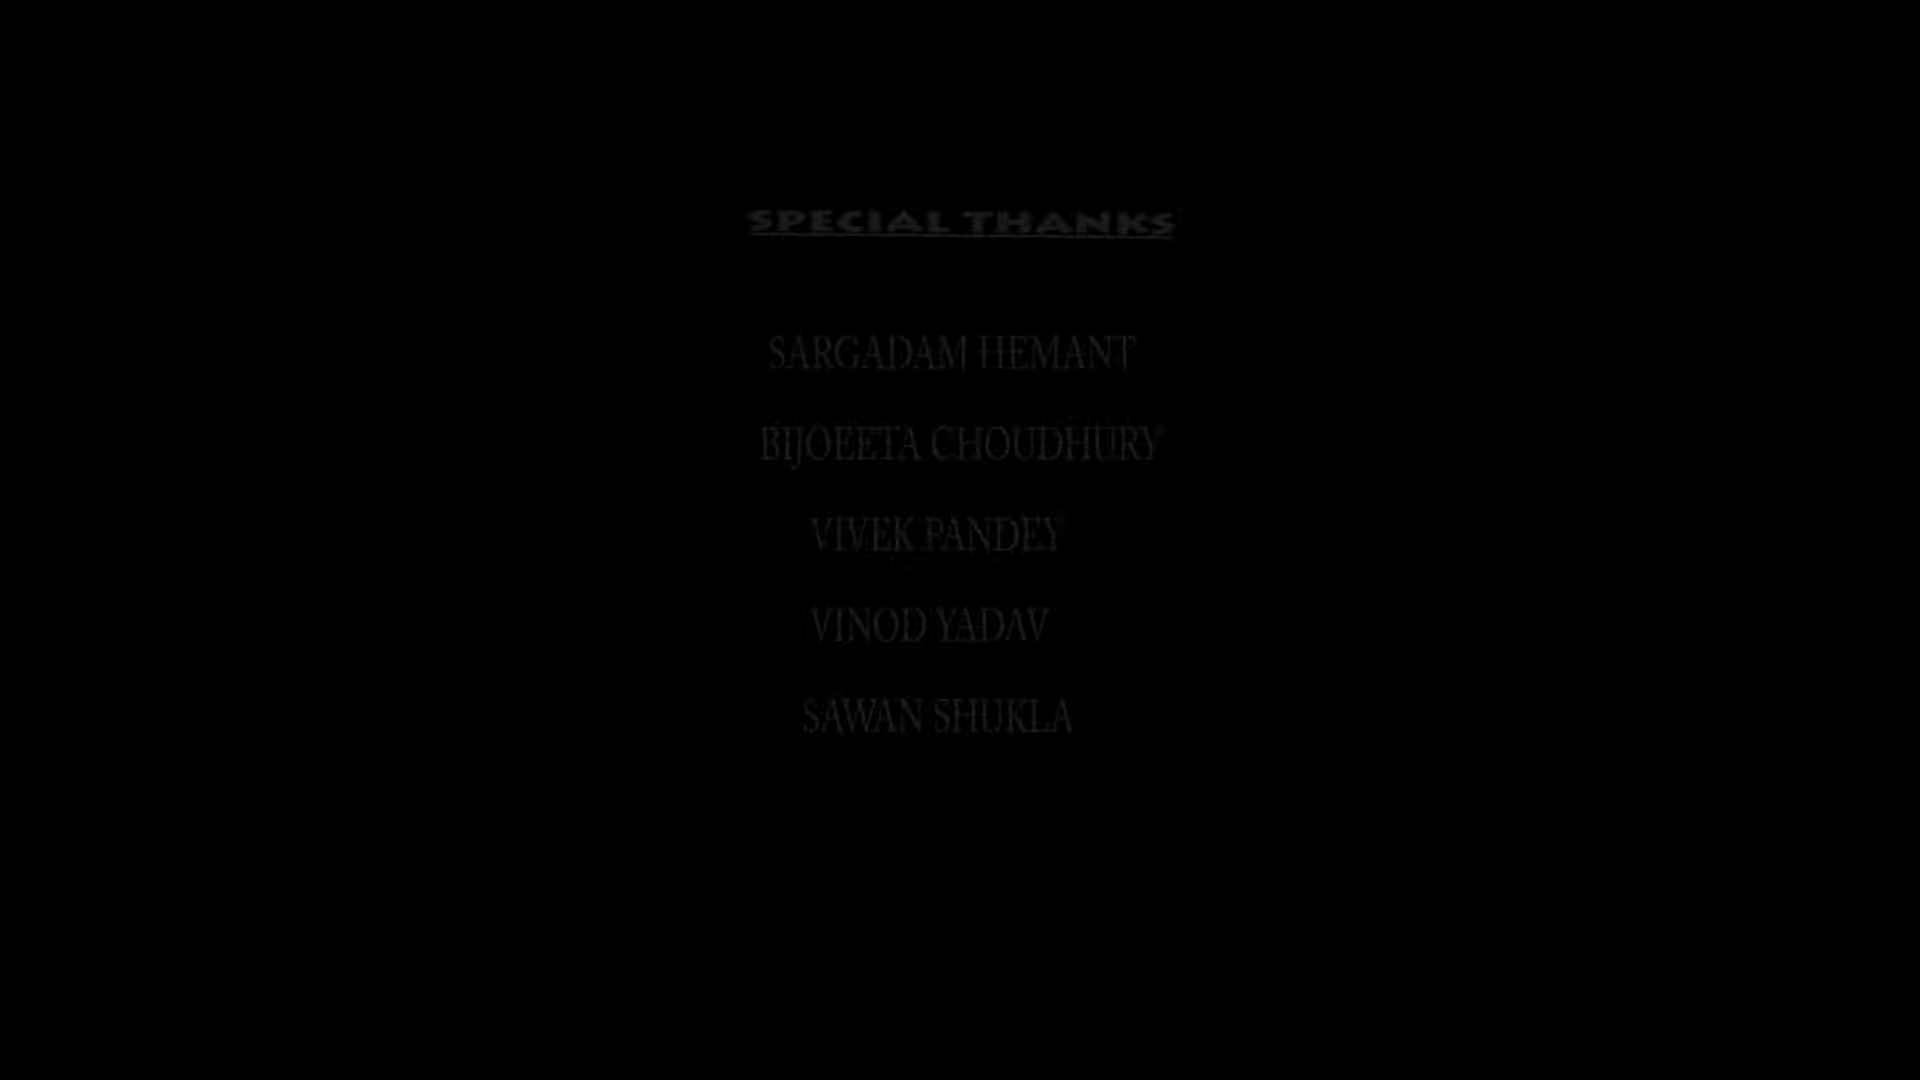 SPECIAL THANKS
SARGADAM HEMANT
BIJOEETA CHOUDHURY
VIVEK PANDEY
VINOD YADAV
SAWAN SHUKLA